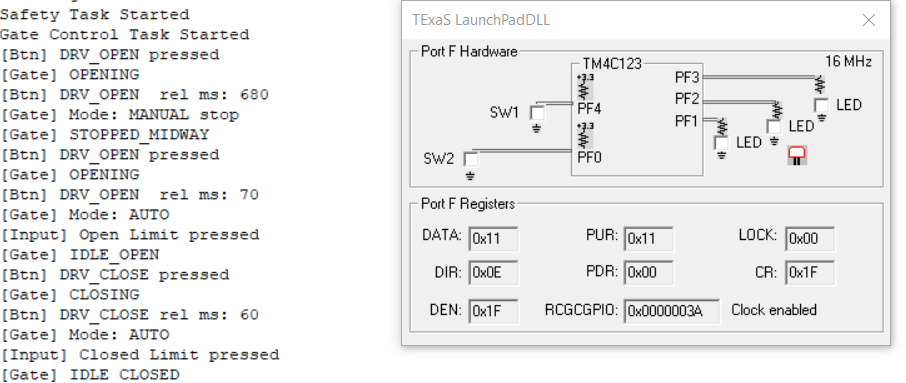 Safety Task Started
Gate Control Task Started
[Btn] DRV_OPEN pressed
[Gate] OPENING
[Btn] DRV_OPEN  rel ms: 680
[Gate] Mode: MANUAL stop
[Gate] STOPPED_MIDWAY
[Btn] DRV_OPEN pressed
[Gate] OPENING
[Btn] DRV_OPEN  rel ms: 70
[Gate] Mode: AUTO
[Input] Open Limit pressed
[Gate] IDLE_OPEN
[Btn] DRV_CLOSE pressed
[Gate] CLOSING
[Btn] DRV_CLOSE rel ms: 60
[Gate] Mode: AUTO
[Input] Closed Limit pressed
[Gate] IDLE CLOSED
TExaS LaunchPadDLL
Port F Hardware
TM4C123
16 MHz
+3.3
PF3
SW1
PF4
PF2
LED
+3.3
PF1
LED
SW2
PF0
LED
Port F Registers
DATA: 0x11 PUR: 0x11 LOCK: 0x00
DIR: 0x0E PDR: 0x00 CR: 0x1F
DEN: 0x1F RCGCGPIO: 0x0000003A Clock enabled